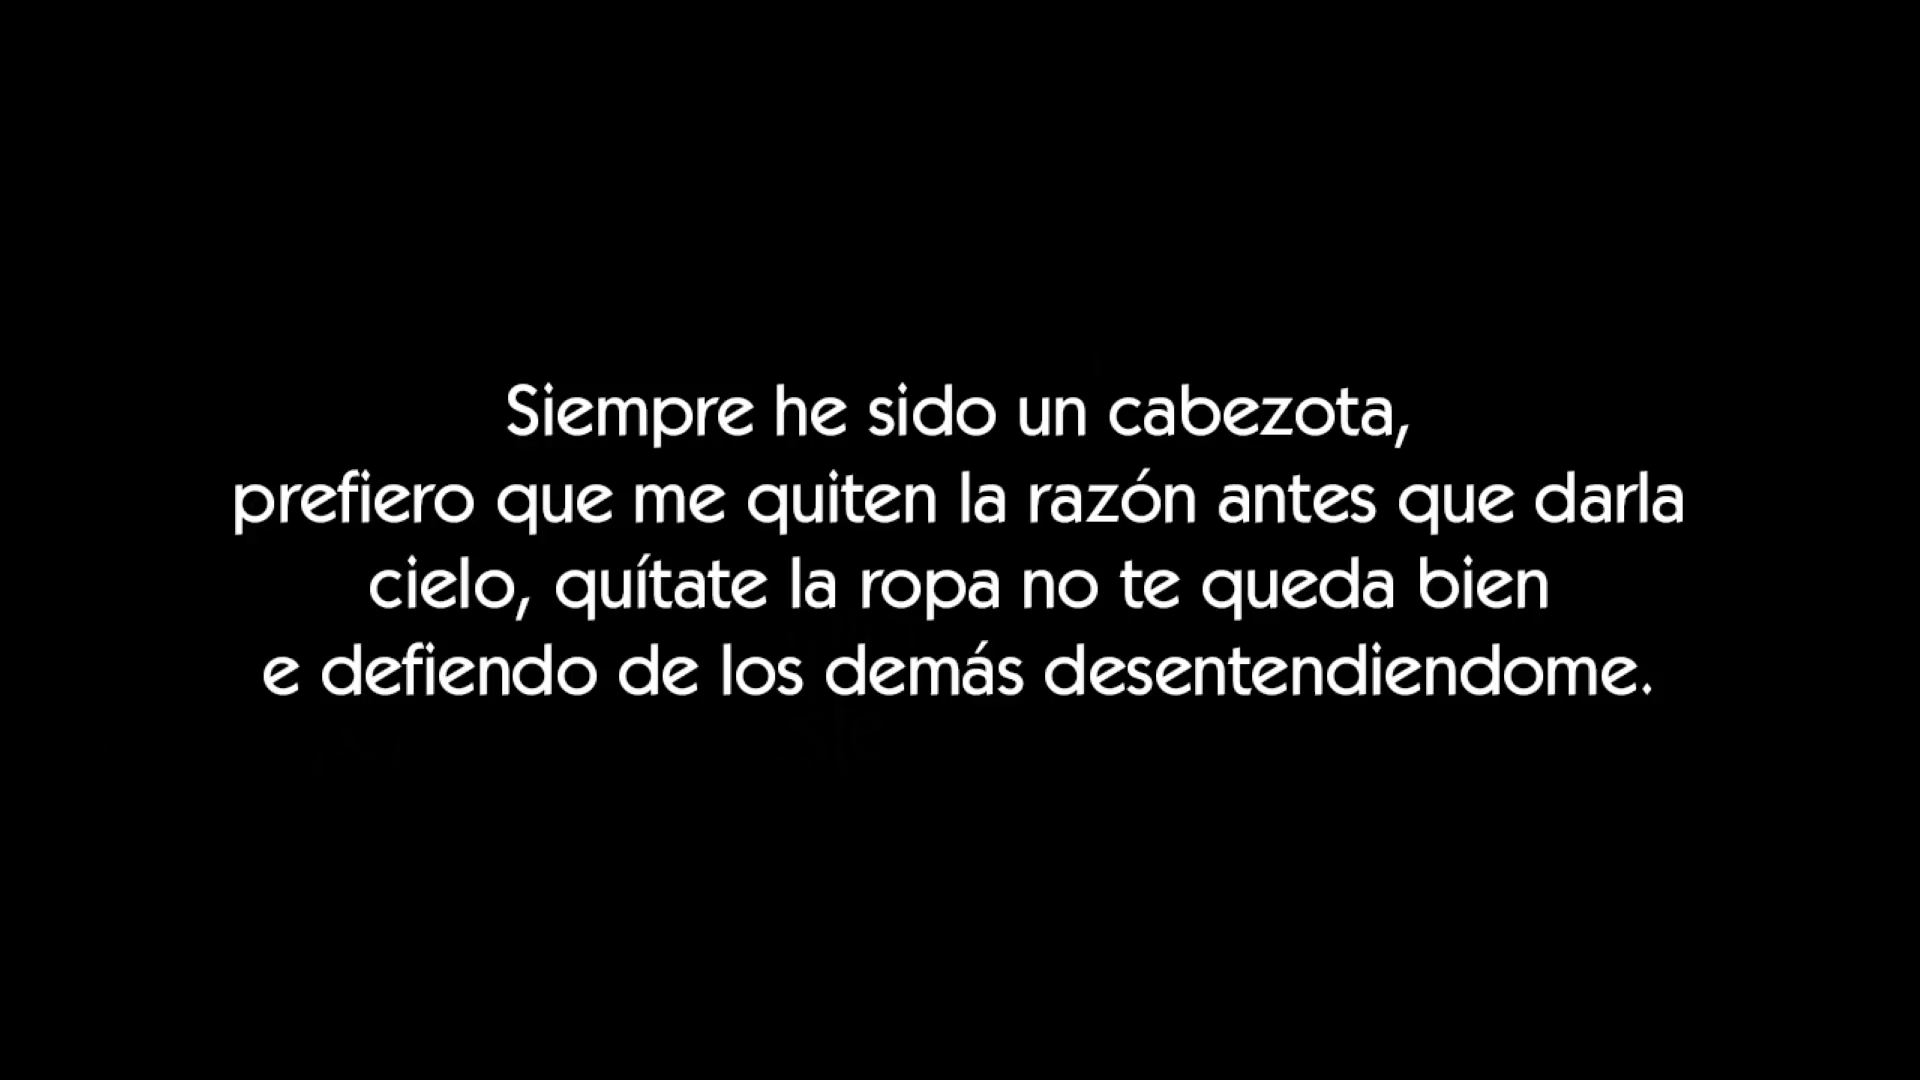 Siempre he sido un cabezota,
prefiero que me quiten la razón antes que darla
cielo, quítate la ropa no te queda bien
e defiendo de los demás desentendiendome.